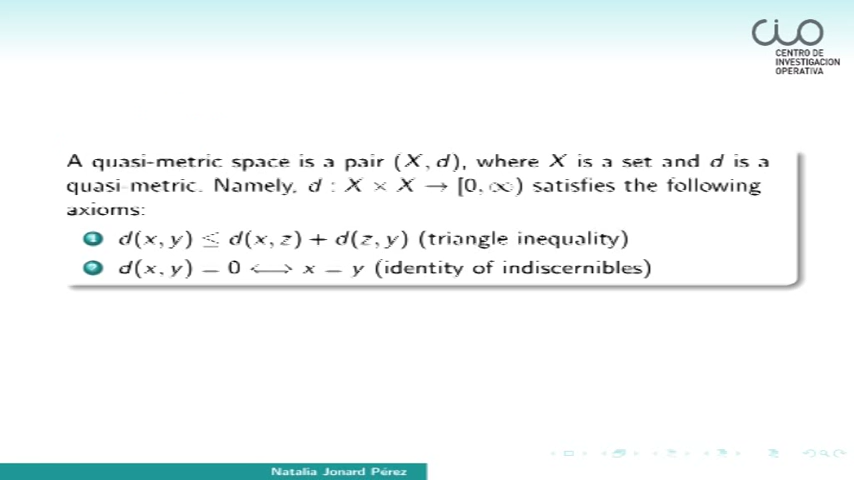 CIO
CENTRO DE
INVESTIGACION
OPERATIVA
A quasi-metric space is a pair (X, d), where X is a set and d is a
quasi-metric. Namely, d : X × X → [0, ∞) satisfies the following
axioms:
1 d(x, y) ≤ d(x, z) + d(z, y) (triangle inequality)
2 d(x, y) = 0 ⟺ x = y (identity of indiscernibles)
Natalia Jonard Pérez